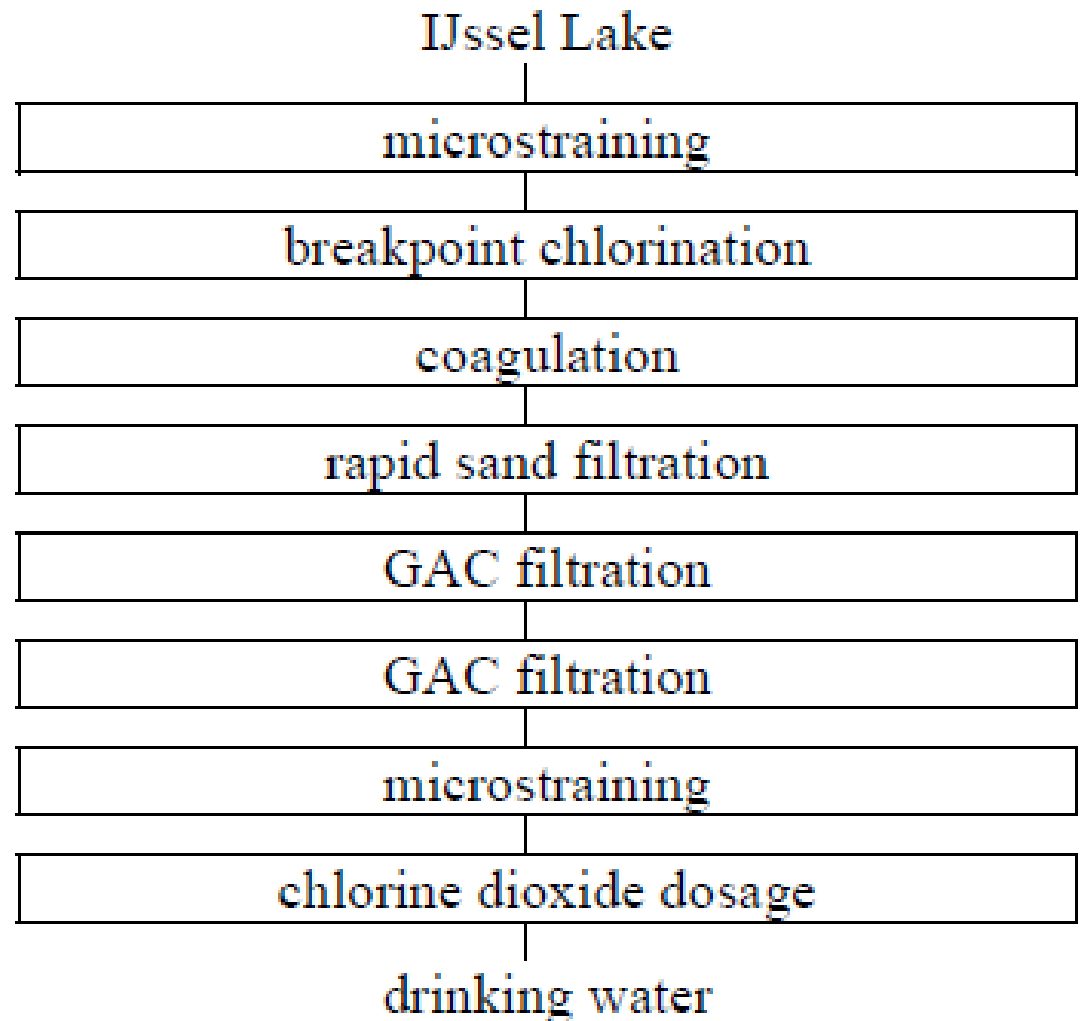 IJssel Lake
microstraining
breakpoint chlorination
coagulation
rapid sand filtration
GAC filtration
GAC filtration
microstraining
chlorine dioxide dosage
drinking water